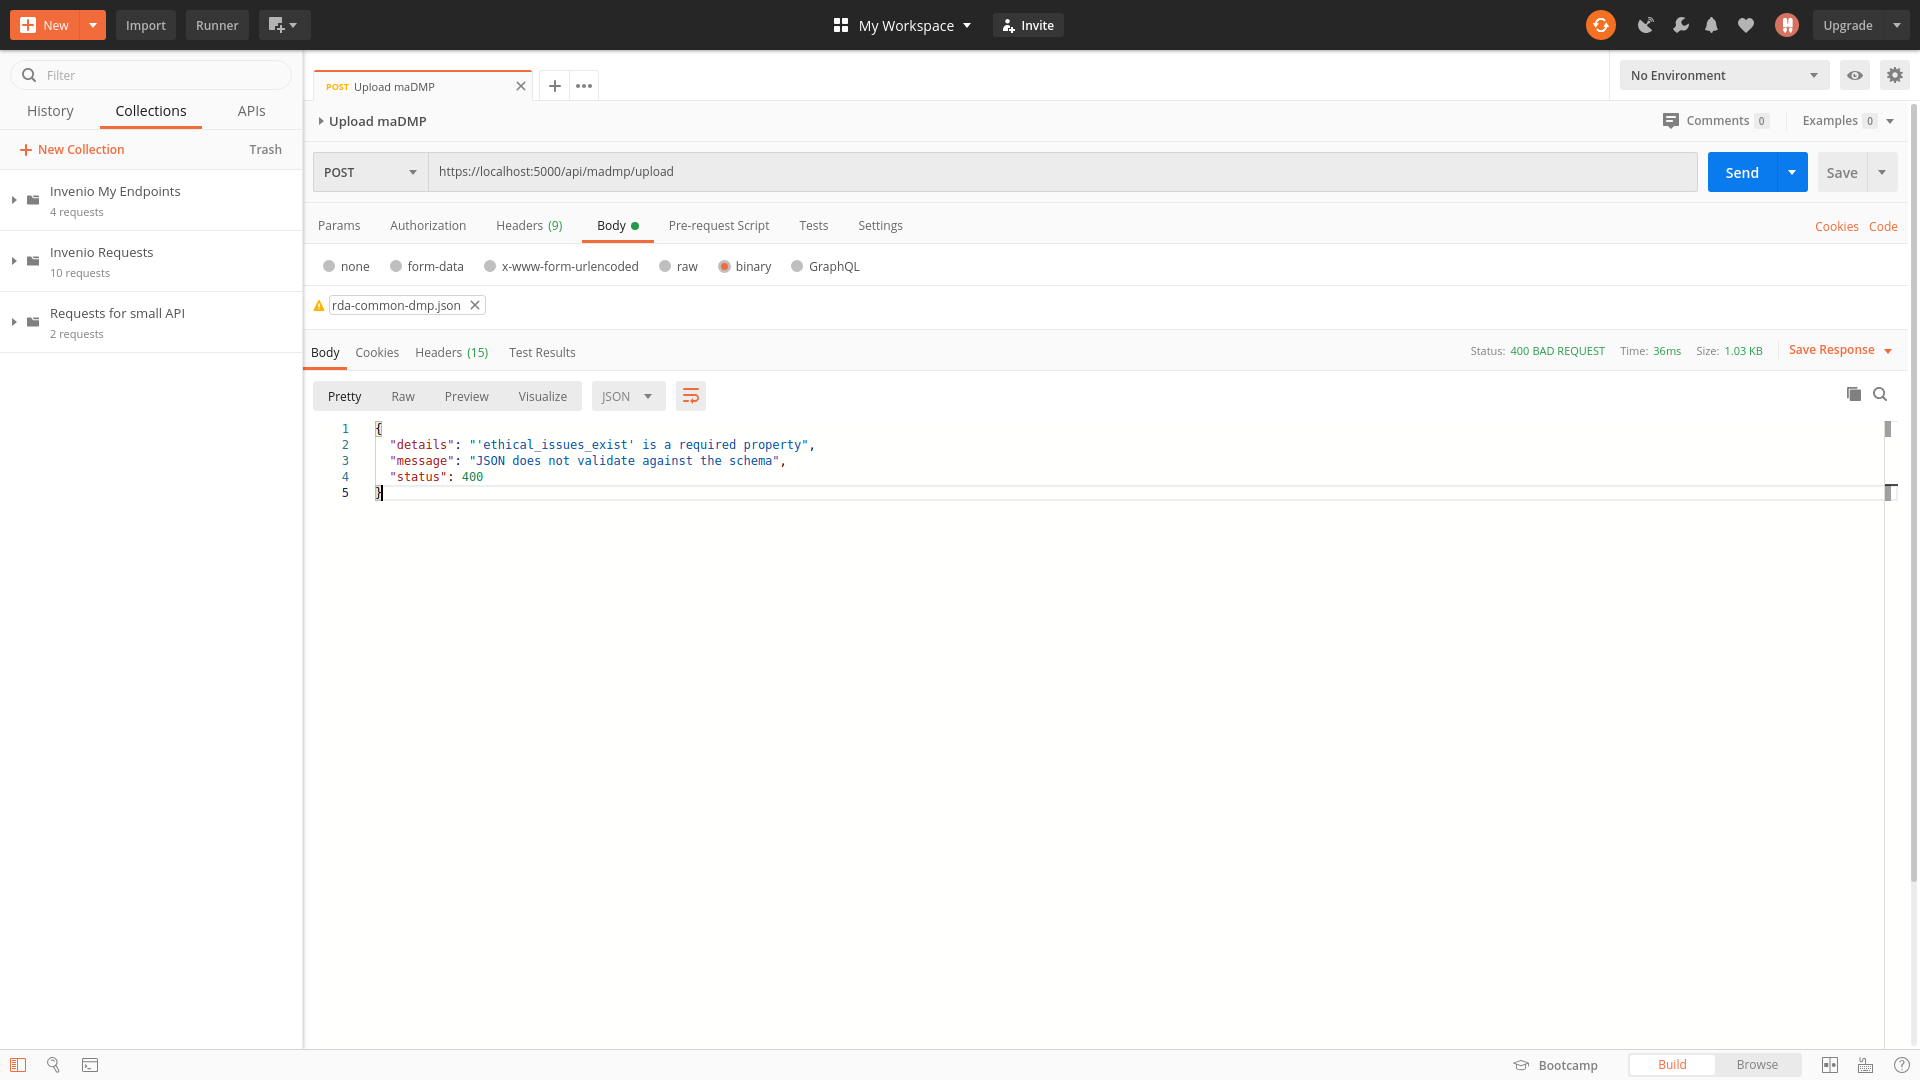 New Import Runner My Workspace Invite Upgrade
Filter
History Collections APIs
New Collection Trash
Invenio My Endpoints
4 requests
Invenio Requests
10 requests
Requests for small API
2 requests
POST Upload maDMP
No Environment
Upload maDMP Comments 0 Examples 0
POST https://localhost:5000/api/madmp/upload Send Save
Params Authorization Headers (9) Body Pre-request Script Tests Settings Cookies Code
none form-data x-www-form-urlencoded raw binary GraphQL
rda-common-dmp.json
Body Cookies Headers (15) Test Results Status: 400 BAD REQUEST Time: 36ms Size: 1.03 KB Save Response
Pretty Raw Preview Visualize JSON
1 {
2 "details": "'ethical_issues_exist' is a required property",
3 "message": "JSON does not validate against the schema",
4 "status": 400
5 }
Bootcamp Build Browse